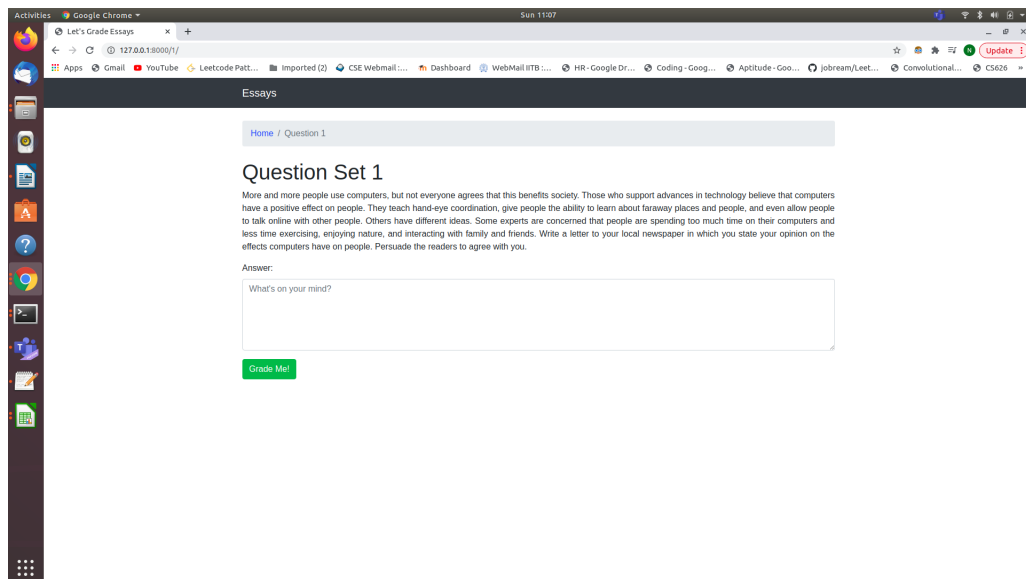 Activities Google Chrome Sun 11:07
Let's Grade Essays
127.0.0.1:8000/1/ N Update
Apps Gmail YouTube Leetcode Patt... Imported (2) CSE Webmail :... Dashboard WebMail IITB :... HR - Google Dr... Coding - Goog... Aptitude - Goo... jobream/Leet... Convolutional... CS626 »
Essays
Home / Question 1
Question Set 1
More and more people use computers, but not everyone agrees that this benefits society. Those who support advances in technology believe that computers
have a positive effect on people. They teach hand-eye coordination, give people the ability to learn about faraway places and people, and even allow people
to talk online with other people. Others have different ideas. Some experts are concerned that people are spending too much time on their computers and
less time exercising, enjoying nature, and interacting with family and friends. Write a letter to your local newspaper in which you state your opinion on the
effects computers have on people. Persuade the readers to agree with you.
Answer:
What's on your mind?
Grade Me!